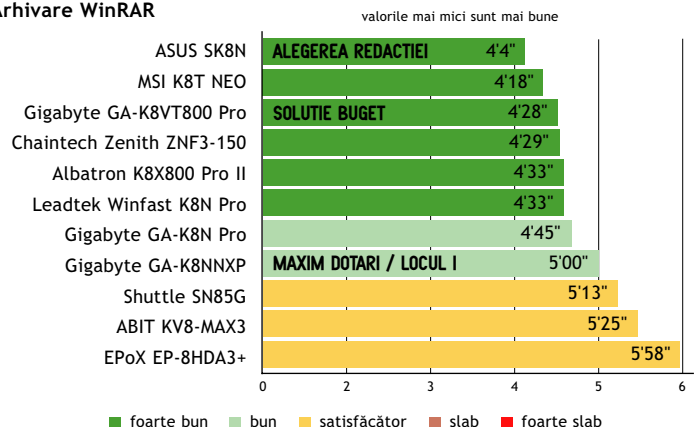 Arhivare WinRAR
valorile mai mici sunt mai bune
ASUS SK8N ALEGEREA REDACTIEI 4'4"
MSI K8T NEO 4'18"
Gigabyte GA-K8VT800 Pro SOLUTIE BUGET 4'28"
Chaintech Zenith ZNF3-150 4'29"
Albatron K8X800 Pro II 4'33"
Leadtek Winfast K8N Pro 4'33"
Gigabyte GA-K8N Pro 4'45"
Gigabyte GA-K8NNXP MAXIM DOTARI / LOCUL I 5'00"
Shuttle SN85G 5'13"
ABIT KV8-MAX3 5'25"
EPoX EP-8HDA3+ 5'58"
0 2 3 4 5 6
foarte bun bun satisfăcător slab foarte slab